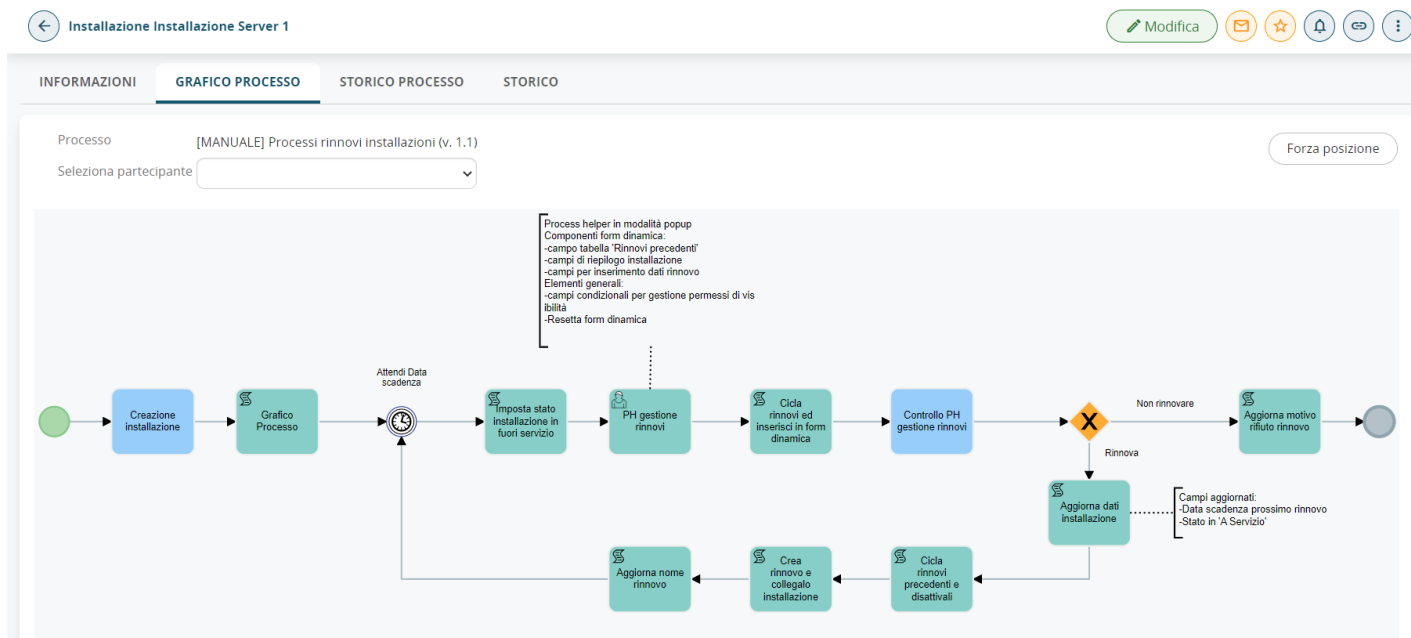 Installazione Installazione Server 1
Modifica
INFORMAZIONI
GRAFICO PROCESSO
STORICO PROCESSO
STORICO
Processo
[MANUALE] Processi rinnovi installazioni (v. 1.1)
Forza posizione
Seleziona partecipante
Process helper in modalità popup
Componenti form dinamica:
-campo tabella 'Rinnovi precedenti'
-campi di riepilogo installazione
-campi per inserimento dati rinnovo
Elementi generali:
-campi condizionali per gestione permessi di vis
ibilità
-Resetta form dinamica
Attendi Data
scadenza
Creazione
installazione
Grafico
Processo
Imposta stato
installazione in
fuori servizio
PH gestione
rinnovi
Cicla
rinnovi ed
inserisci in form
dinamica
Controllo PH
gestione rinnovi
X
Non rinnovare
Aggiorna motivo
rifiuto rinnovo
Rinnova
Aggiorna dati
installazione
Campi aggiornati:
-Data scadenza prossimo rinnovo
-Stato in 'A Servizio'
Aggiorna nome
rinnovo
Crea
rinnovo e
collegalo
installazione
Cicla
rinnovi
precedenti e
disattivali